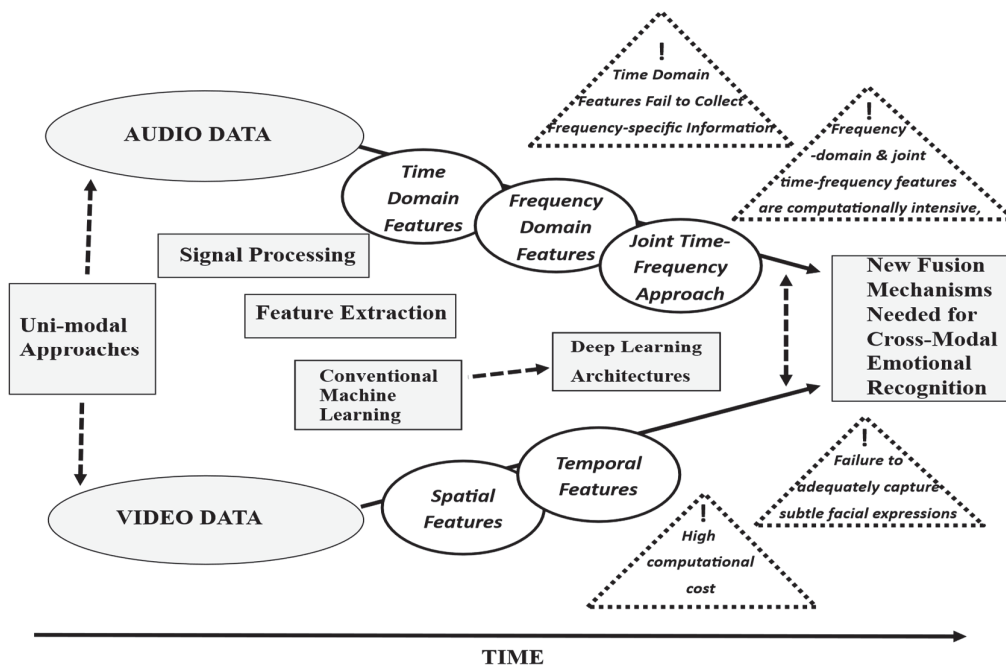 !
Time Domain
Features Fail to Collect
Frequency-specific Information
!
Frequency
-domain & joint
time-frequency features
are computationally intensive,
AUDIO DATA
Time
Domain
Features
Frequency
Domain
Features
Joint Time-
Frequency
Approach
Signal Processing
Feature Extraction
Uni-modal
Approaches
Conventional
Machine
Learning
Deep Learning
Architectures
New Fusion
Mechanisms
Needed for
Cross-Modal
Emotional
Recognition
VIDEO DATA
Spatial
Features
Temporal
Features
!
Failure to
adequately capture
subtle facial expressions
!
High
computational
cost
TIME